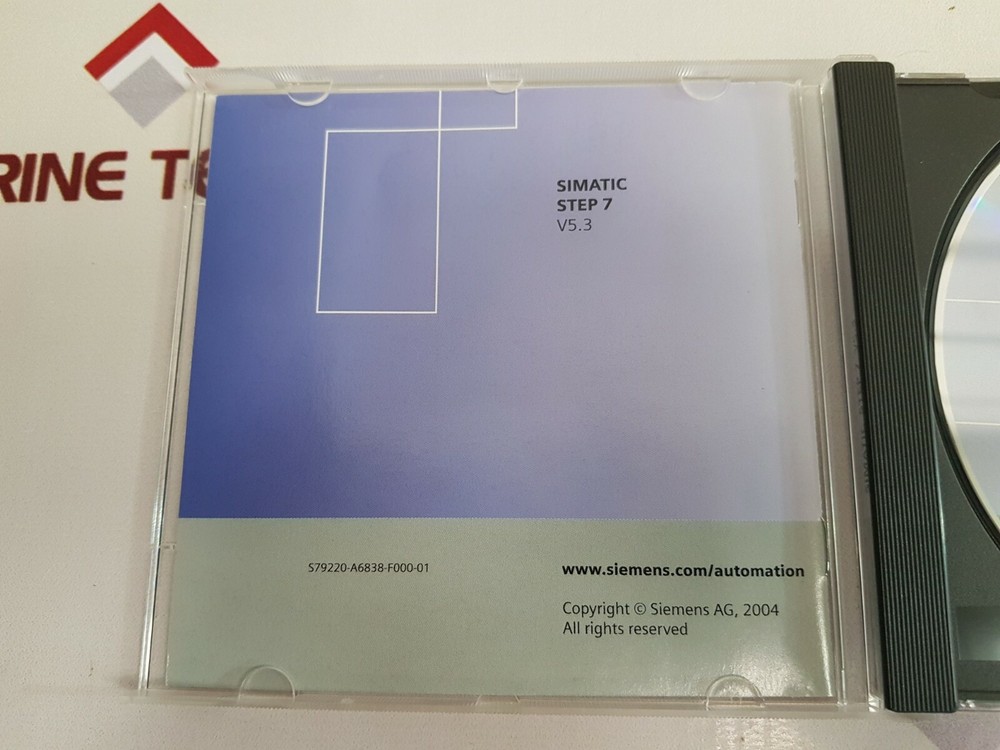 RINE TE
SIMATIC
STEP 7
V5.3
S79220-A6838-F000-01
www.siemens.com/automation
Copyright © Siemens AG, 2004
All rights reserved